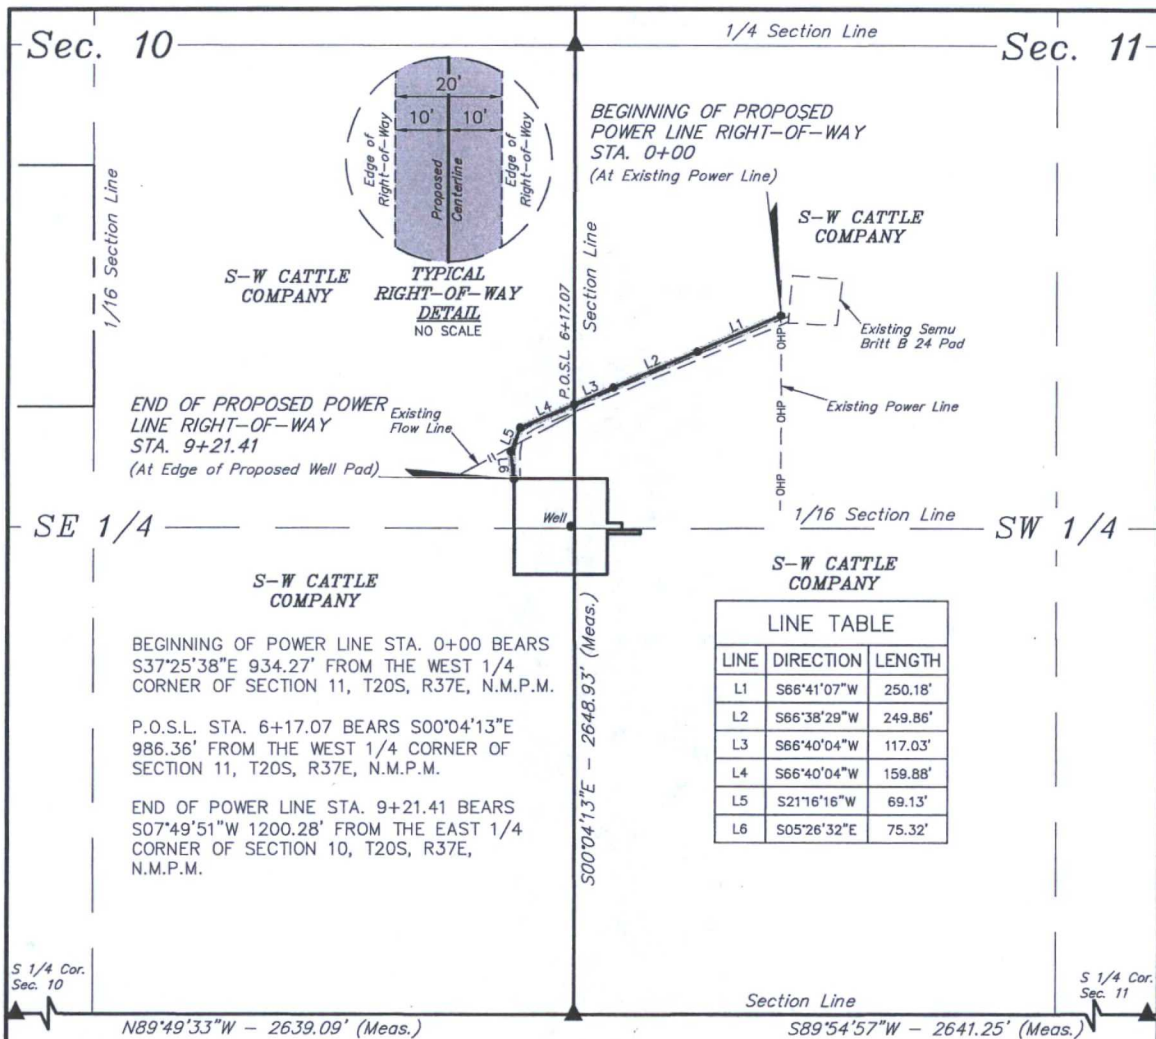 1/4 Section Line
Sec. 10
Sec. 11
20'
10'
10'
Edge of
Right-of-Way
Proposed
Centerline
Edge of
Right-of-Way
TYPICAL
RIGHT-OF-WAY
DETAIL
NO SCALE
BEGINNING OF PROPOSED
POWER LINE RIGHT-OF-WAY
STA. 0+00
(At Existing Power Line)
1/16 Section Line
S-W CATTLE
COMPANY
S-W CATTLE
COMPANY
Section Line
P.O.S.L. 6+17.07
Existing Semu
Britt B 24 Pad
L1
L2
L3
L4
L5
L6
OHP
OHP
OHP
Existing Power Line
END OF PROPOSED POWER
LINE RIGHT-OF-WAY
STA. 9+21.41
(At Edge of Proposed Well Pad)
Existing
Flow Line
Well
1/16 Section Line
SE 1/4
SW 1/4
S-W CATTLE
COMPANY
S-W CATTLE
COMPANY
S00°04'13"E - 2648.93' (Meas.)
BEGINNING OF POWER LINE STA. 0+00 BEARS
S37°25'38"E 934.27' FROM THE WEST 1/4
CORNER OF SECTION 11, T20S, R37E, N.M.P.M.
P.O.S.L. STA. 6+17.07 BEARS S00°04'13"E
986.36' FROM THE WEST 1/4 CORNER OF
SECTION 11, T20S, R37E, N.M.P.M.
END OF POWER LINE STA. 9+21.41 BEARS
S07°49'51"W 1200.28' FROM THE EAST 1/4
CORNER OF SECTION 10, T20S, R37E,
N.M.P.M.
LINE TABLE
LINE DIRECTION LENGTH
L1 S66°41'07"W 250.18'
L2 S66°38'29"W 249.86'
L3 S66°40'04"W 117.03'
L4 S66°40'04"W 159.88'
L5 S21°16'16"W 69.13'
L6 S05°26'32"E 75.32'
S 1/4 Cor.
Sec. 10
S 1/4 Cor.
Sec. 11
Section Line
N89°49'33"W - 2639.09' (Meas.)
S89°54'57"W - 2641.25' (Meas.)